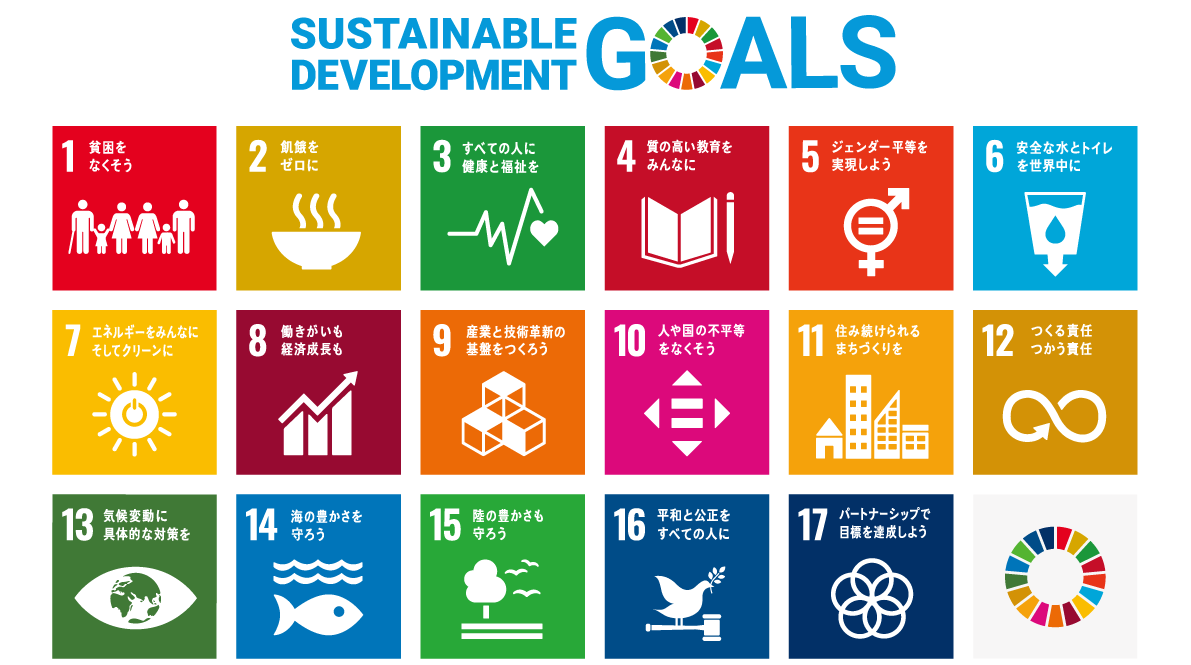 SUSTAINABLE
DEVELOPMENT
GOALS
1 貧困を
なくそう
2 飢餓を
ゼロに
3 すべての人に
健康と福祉を
4 質の高い教育を
みんなに
5 ジェンダー平等を
実現しよう
6 安全な水とトイレ
を世界中に
7 エネルギーをみんなに
そしてクリーンに
8 働きがいも
経済成長も
9 産業と技術革新の
基盤をつくろう
10 人や国の不平等
をなくそう
11 住み続けられる
まちづくりを
12 つくる責任
つかう責任
13 気候変動に
具体的な対策を
14 海の豊かさを
守ろう
15 陸の豊かさも
守ろう
16 平和と公正を
すべての人に
17 パートナーシップで
目標を達成しよう